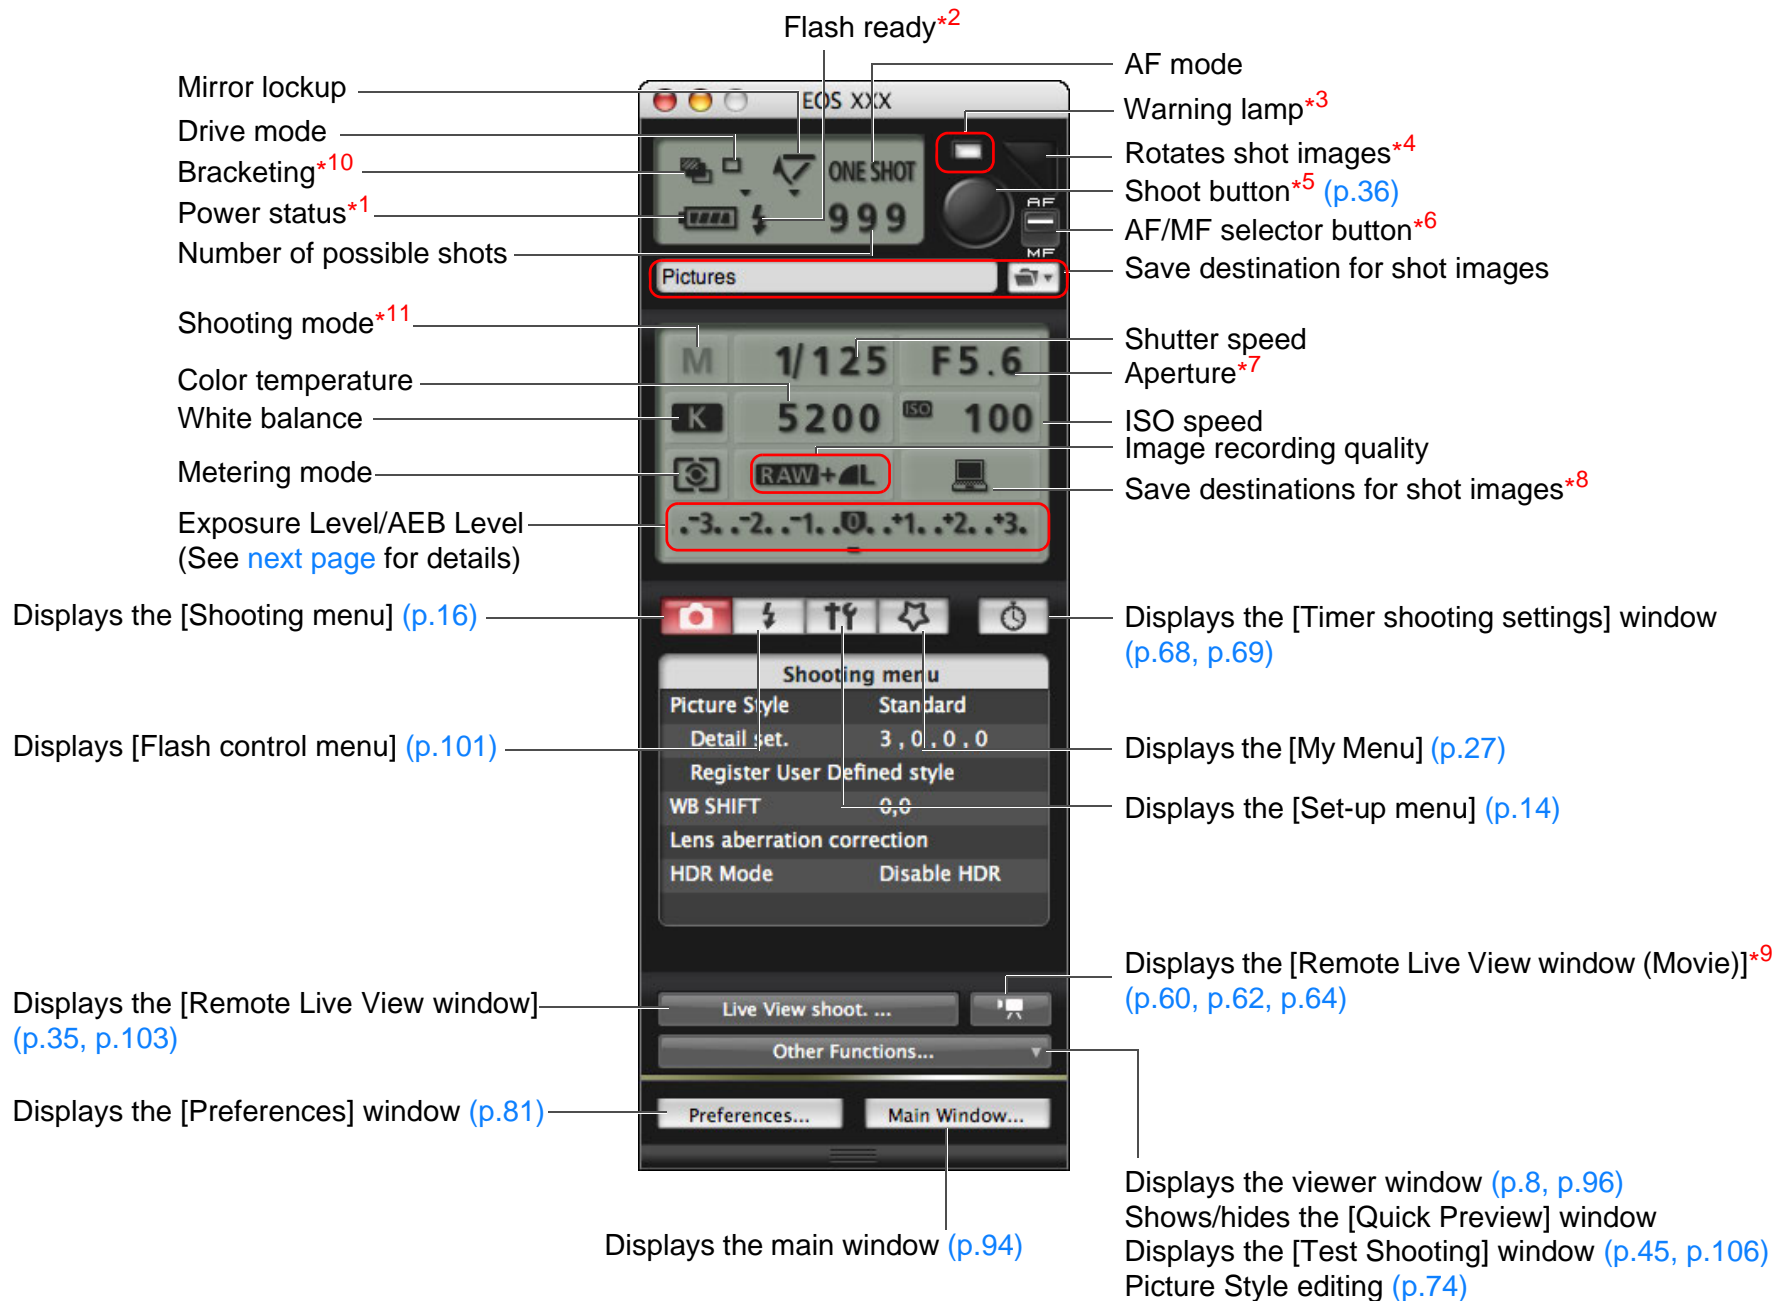 Flash ready*2
Mirror lockup
Drive mode
Bracketing*10
Power status*1
Number of possible shots
Shooting mode*11
Color temperature
White balance
Metering mode
Exposure Level/AEB Level
(See next page for details)
Displays the [Shooting menu] (p.16)
Displays [Flash control menu] (p.101)
Displays the [Remote Live View window]
(p.35, p.103)
Displays the [Preferences] window (p.81)
Displays the main window (p.94)
EOS XXX
ONE SHOT
999
AF
MF
Pictures
M 1/125 F5.6
K 5200 ISO 100
RAW+L
.-3. .-2. .-1. .0. .+1. .+2. .+3.
Shooting menu
Picture Style Standard
Detail set. 3 , 0 , 0 , 0
Register User Defined style
WB SHIFT 0,0
Lens aberration correction
HDR Mode Disable HDR
Live View shoot. ...
Other Functions...
Preferences... Main Window...
AF mode
Warning lamp*3
Rotates shot images*4
Shoot button*5 (p.36)
AF/MF selector button*6
Save destination for shot images
Shutter speed
Aperture*7
ISO speed
Image recording quality
Save destinations for shot images*8
Displays the [Timer shooting settings] window
(p.68, p.69)
Displays the [My Menu] (p.27)
Displays the [Set-up menu] (p.14)
Displays the [Remote Live View window (Movie)]*9
(p.60, p.62, p.64)
Displays the viewer window (p.8, p.96)
Shows/hides the [Quick Preview] window
Displays the [Test Shooting] window (p.45, p.106)
Picture Style editing (p.74)